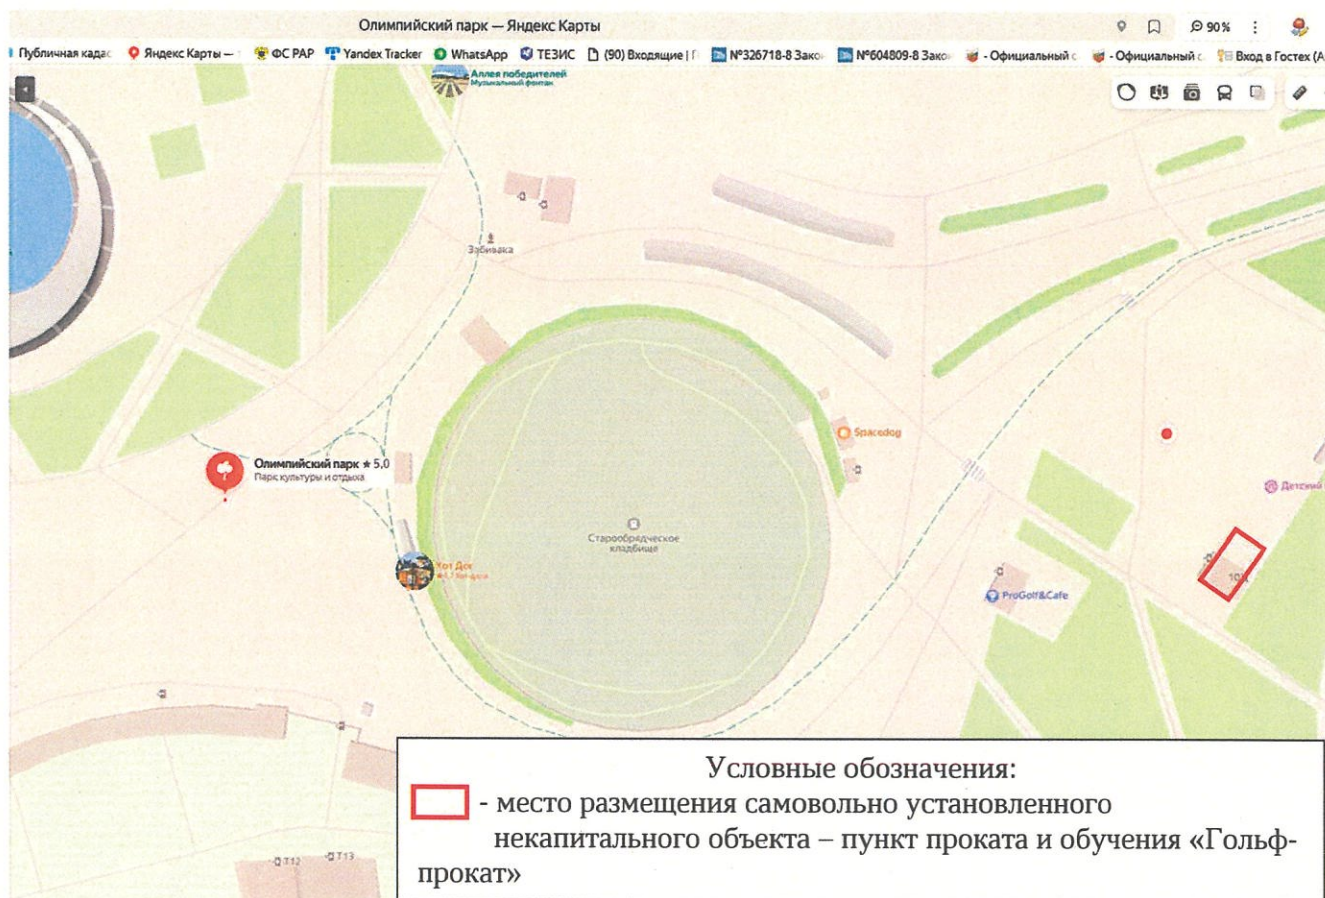 Олимпийский парк — Яндекс Карты
90%
Публичная кадас
Яндекс Карты —
ФС РАР
Yandex Tracker
WhatsApp
ТЕЗИС
(90) Входящие |
№326718-8 Зако
№604809-8 Зако
- Официальный с
- Официальный с
Вход в Гостех (А
Аллея победителей
Музыкальный фонтан
Забивака
Spacedog
Олимпийский парк ★ 5,0
Парк культуры и отдыха
Детский
Старообрядческое
кладбище
Кот Дог
ProGolf&Cafe
Т12
Т13
Условные обозначения:
- место размещения самовольно установленного
некапитального объекта – пункт проката и обучения «Гольф-
прокат»